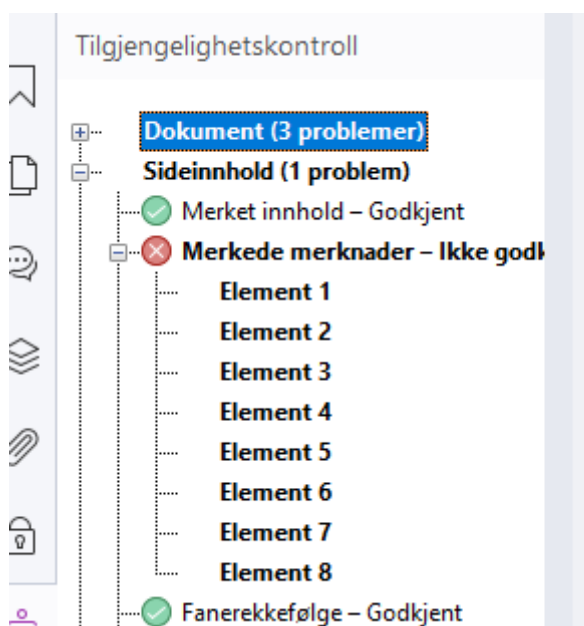 Tilgjengelighetskontroll
Dokument (3 problemer)
Sideinnhold (1 problem)
Merket innhold – Godkjent
Merkede merknader – Ikke godk
Element 1
Element 2
Element 3
Element 4
Element 5
Element 6
Element 7
Element 8
Fanerekkefølge – Godkjent